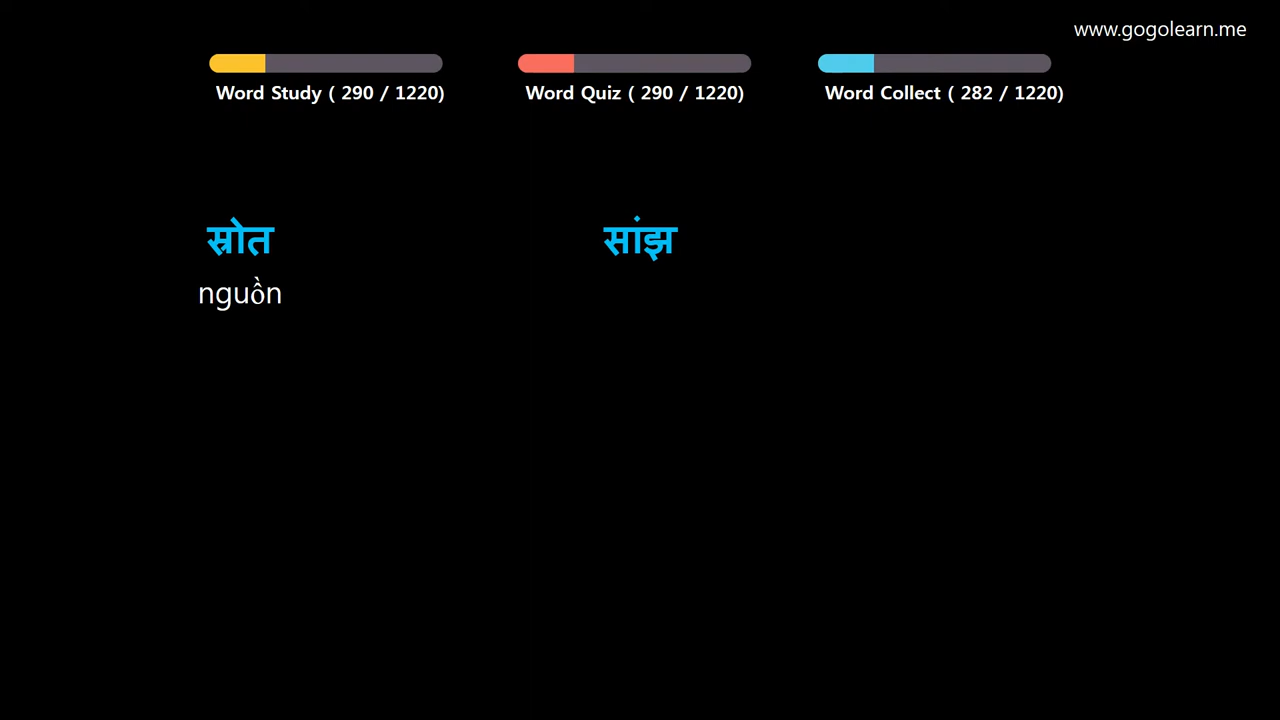 www.gogolearn.me
Word Study ( 290 / 1220)
Word Quiz ( 290 / 1220)
Word Collect ( 282 / 1220)
स्रोत
nguồn
सांझ